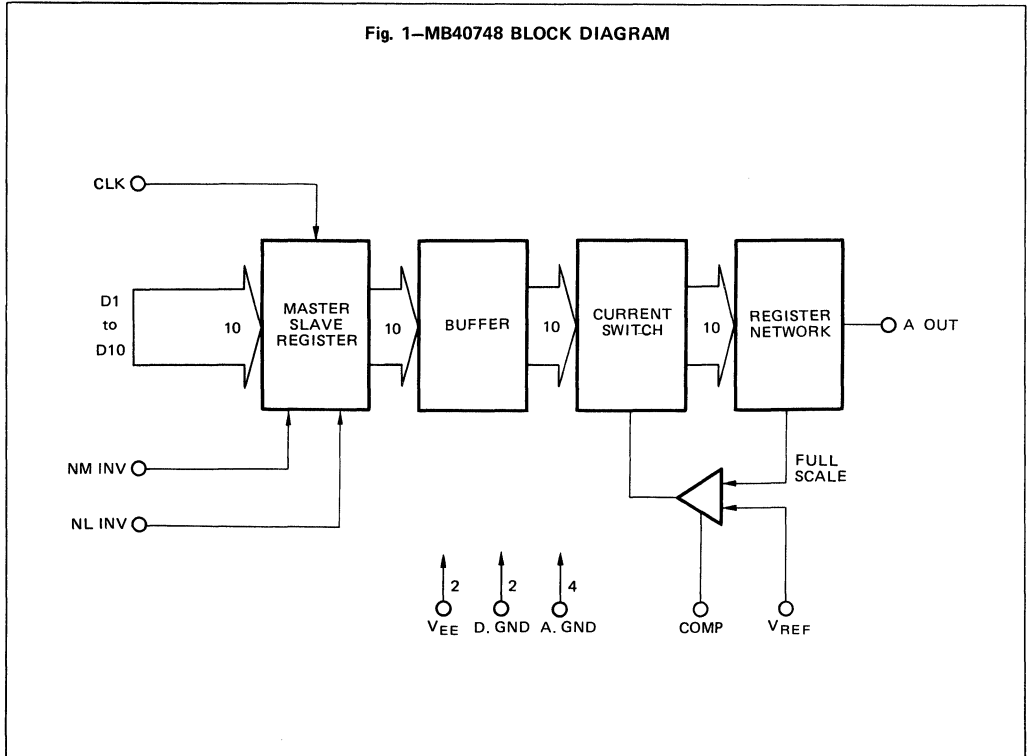 Fig. 1—MB40748 BLOCK DIAGRAM
CLK
D1
to
D10
10
MASTER
SLAVE
REGISTER
10
BUFFER
10
CURRENT
SWITCH
10
REGISTER
NETWORK
A OUT
NM INV
NL INV
FULL
SCALE
2
2
4
VEE
D. GND
A. GND
COMP
VREF